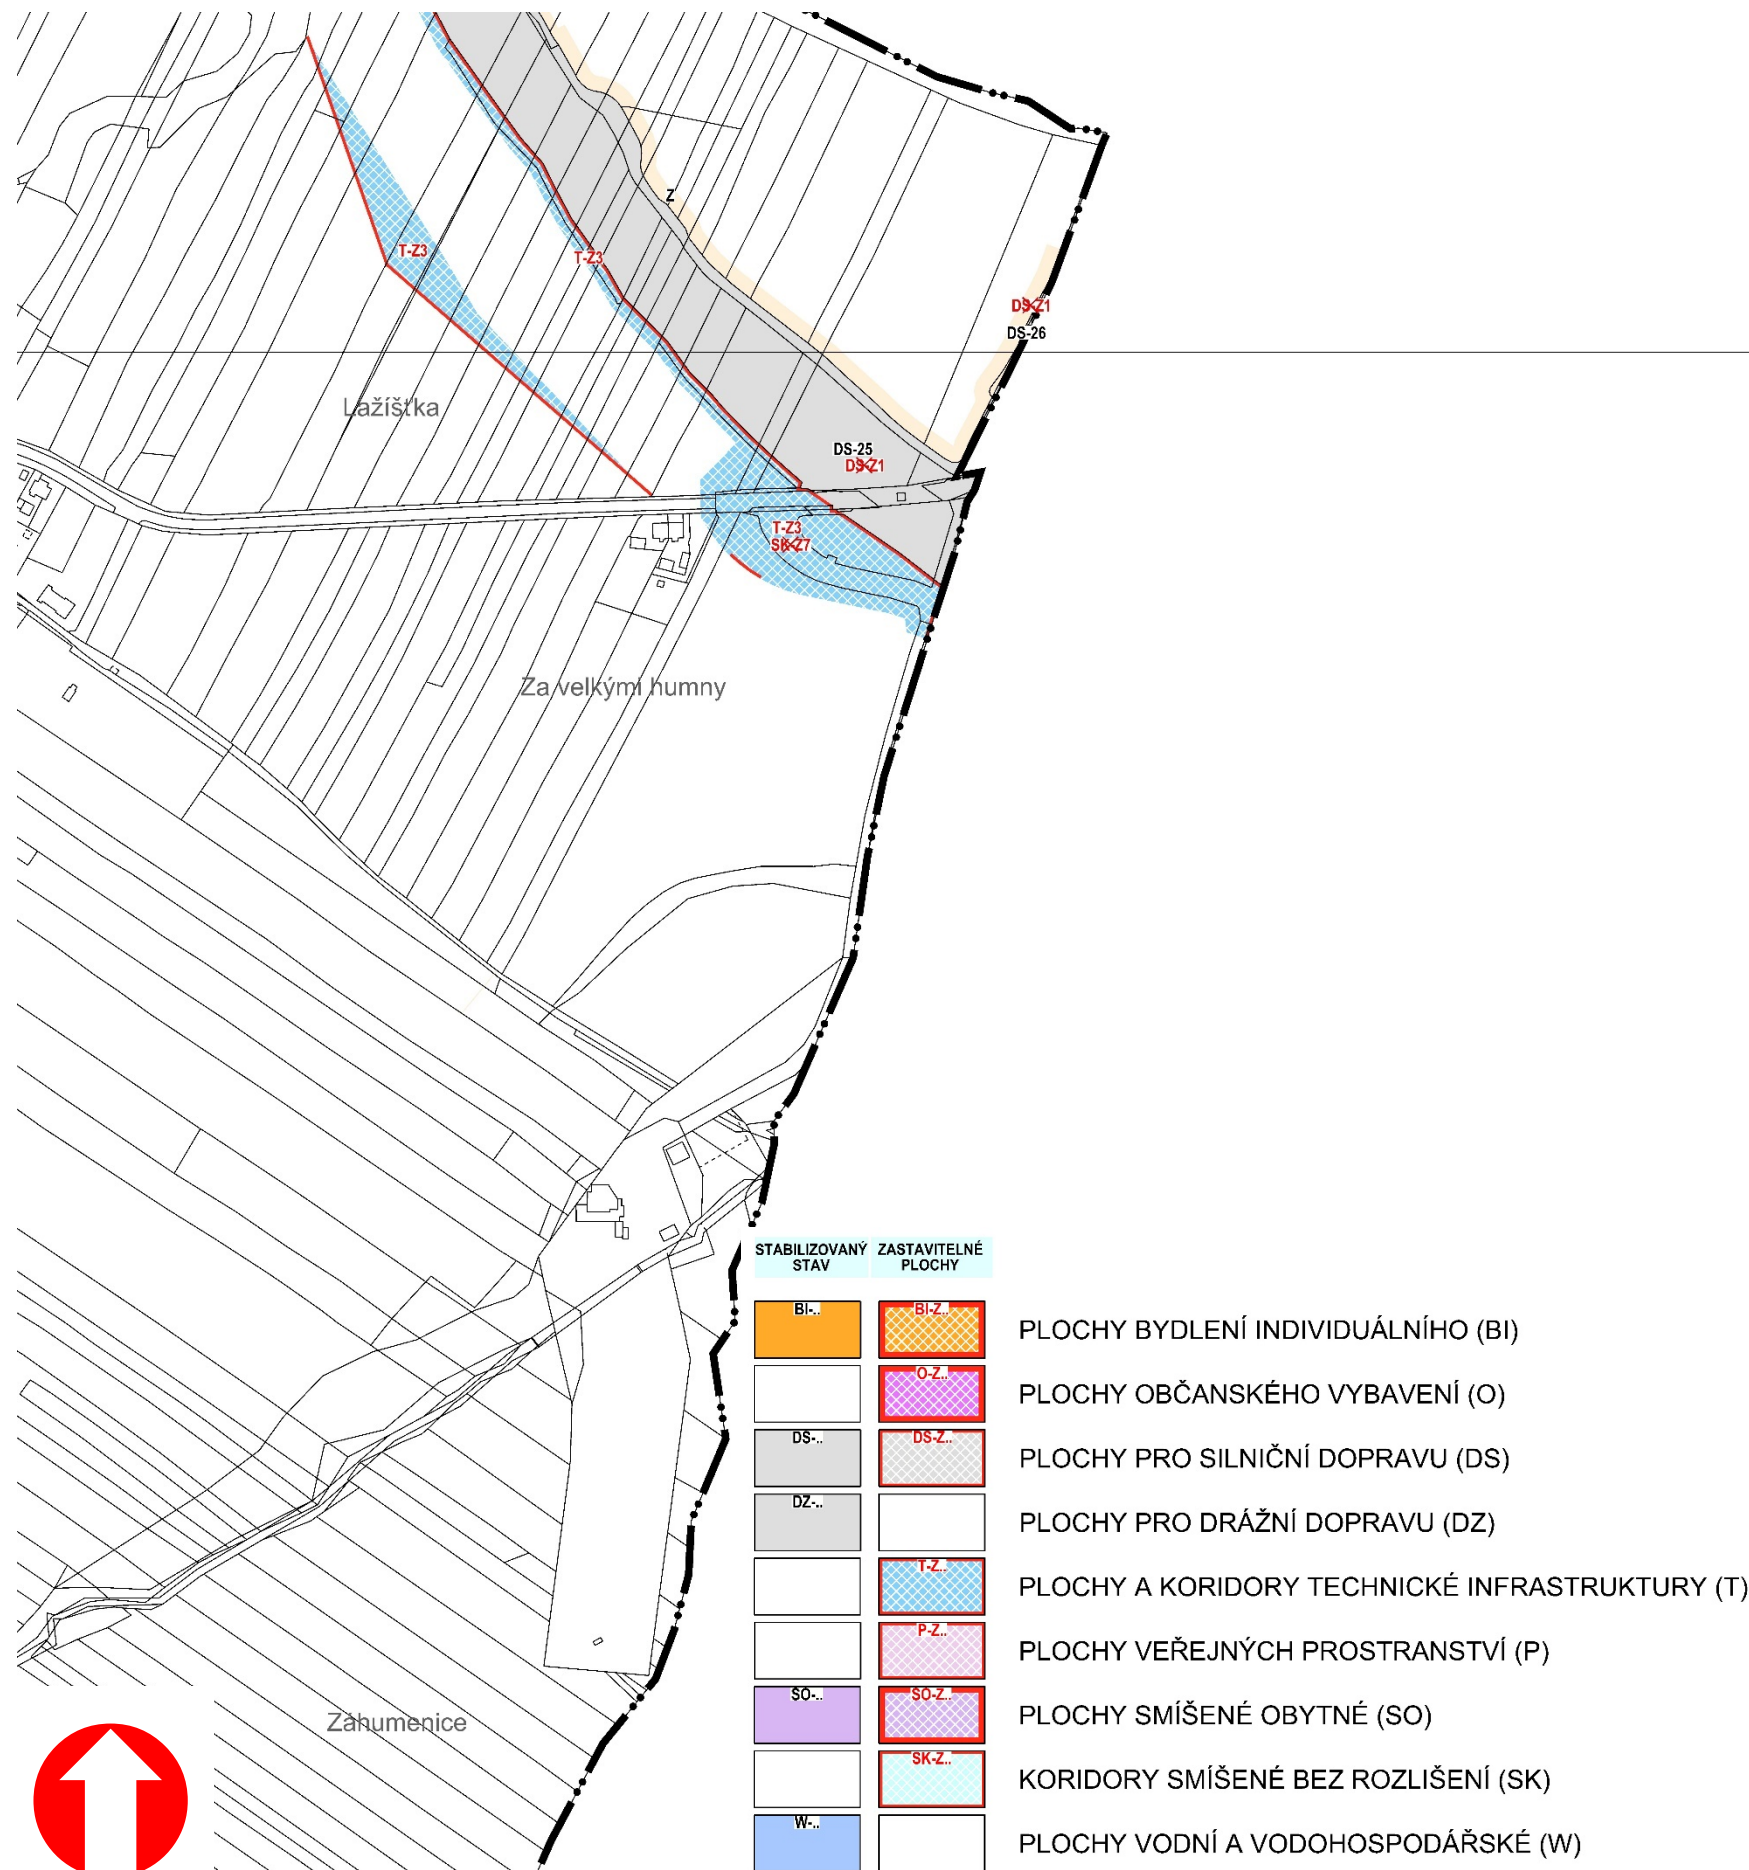 Z
T-Z3
T-Z3
DS-Z1
DS-26
Lažíšťka
DS-25
DS-Z1
T-Z3
SK-Z7
Za velkými humny
Záhumenice
STABILIZOVANÝ STAV
ZASTAVITELNÉ PLOCHY
BI-.. BI-Z.. PLOCHY BYDLENÍ INDIVIDUÁLNÍHO (BI)
O-Z.. PLOCHY OBČANSKÉHO VYBAVENÍ (O)
DS-.. DS-Z.. PLOCHY PRO SILNIČNÍ DOPRAVU (DS)
DZ-.. PLOCHY PRO DRÁŽNÍ DOPRAVU (DZ)
T-Z.. PLOCHY A KORIDORY TECHNICKÉ INFRASTRUKTURY (T)
P-Z.. PLOCHY VEŘEJNÝCH PROSTRANSTVÍ (P)
SO-.. SO-Z.. PLOCHY SMÍŠENÉ OBYTNÉ (SO)
SK-Z.. KORIDORY SMÍŠENÉ BEZ ROZLIŠENÍ (SK)
W-.. PLOCHY VODNÍ A VODOHOSPODÁŘSKÉ (W)